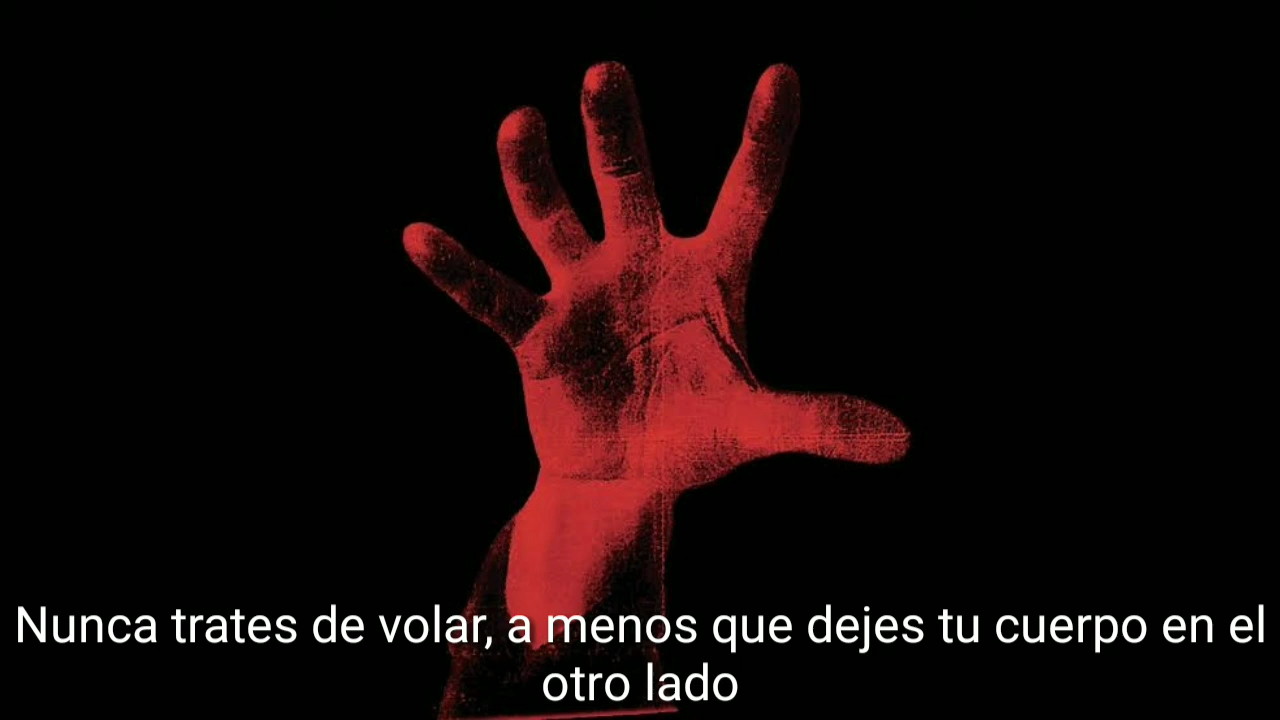 Nunca trates de volar, a menos que dejes tu cuerpo en el
otro lado